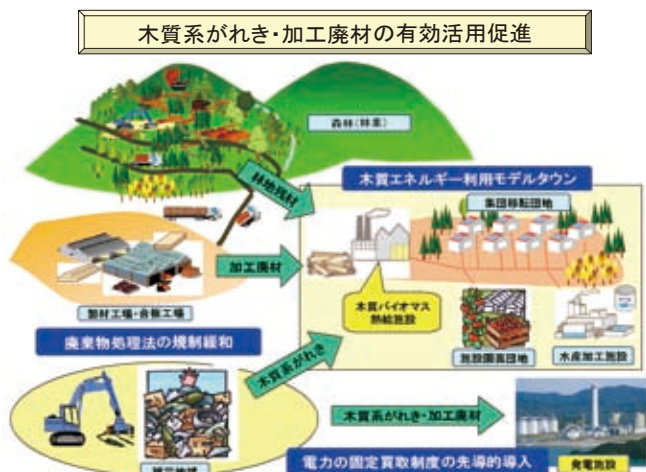 木質系がれき・加工廃材の有効活用促進
森林(林業)
林地残材
木質エネルギー利用モデルタウン
集団移転団地
加工廃材
製材工場・合板工場
木質バイオマス
熱給施設
施設園芸団地
水産加工施設
廃棄物処理法の規制緩和
木質系がれき
木質系がれき・加工廃材
被災地域
電力の固定買取制度の先導的導入
発電施設